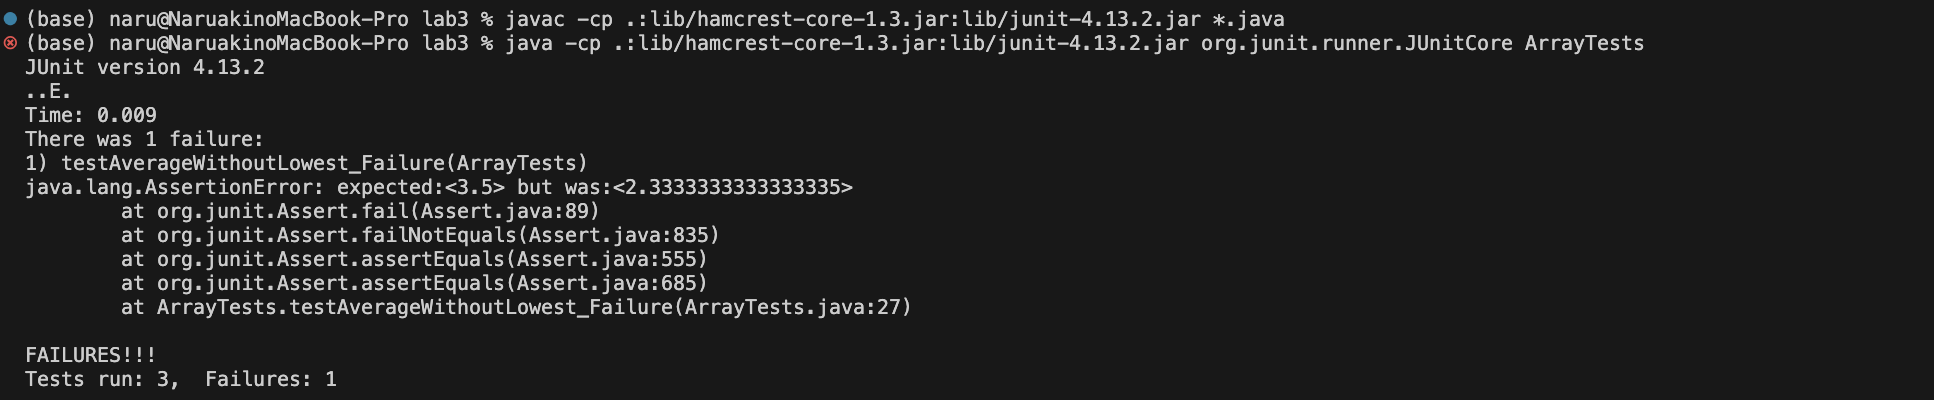 (base) naru@NaruakinoMacBook-Pro lab3 % javac -cp .:lib/hamcrest-core-1.3.jar:lib/junit-4.13.2.jar *.java
(base) naru@NaruakinoMacBook-Pro lab3 % java -cp .:lib/hamcrest-core-1.3.jar:lib/junit-4.13.2.jar org.junit.runner.JUnitCore ArrayTests
JUnit version 4.13.2
..E.
Time: 0.009
There was 1 failure:
1) testAverageWithoutLowest_Failure(ArrayTests)
java.lang.AssertionError: expected:<3.5> but was:<2.3333333333333335>
        at org.junit.Assert.fail(Assert.java:89)
        at org.junit.Assert.failNotEquals(Assert.java:835)
        at org.junit.Assert.assertEquals(Assert.java:555)
        at org.junit.Assert.assertEquals(Assert.java:685)
        at ArrayTests.testAverageWithoutLowest_Failure(ArrayTests.java:27)

FAILURES!!!
Tests run: 3,  Failures: 1